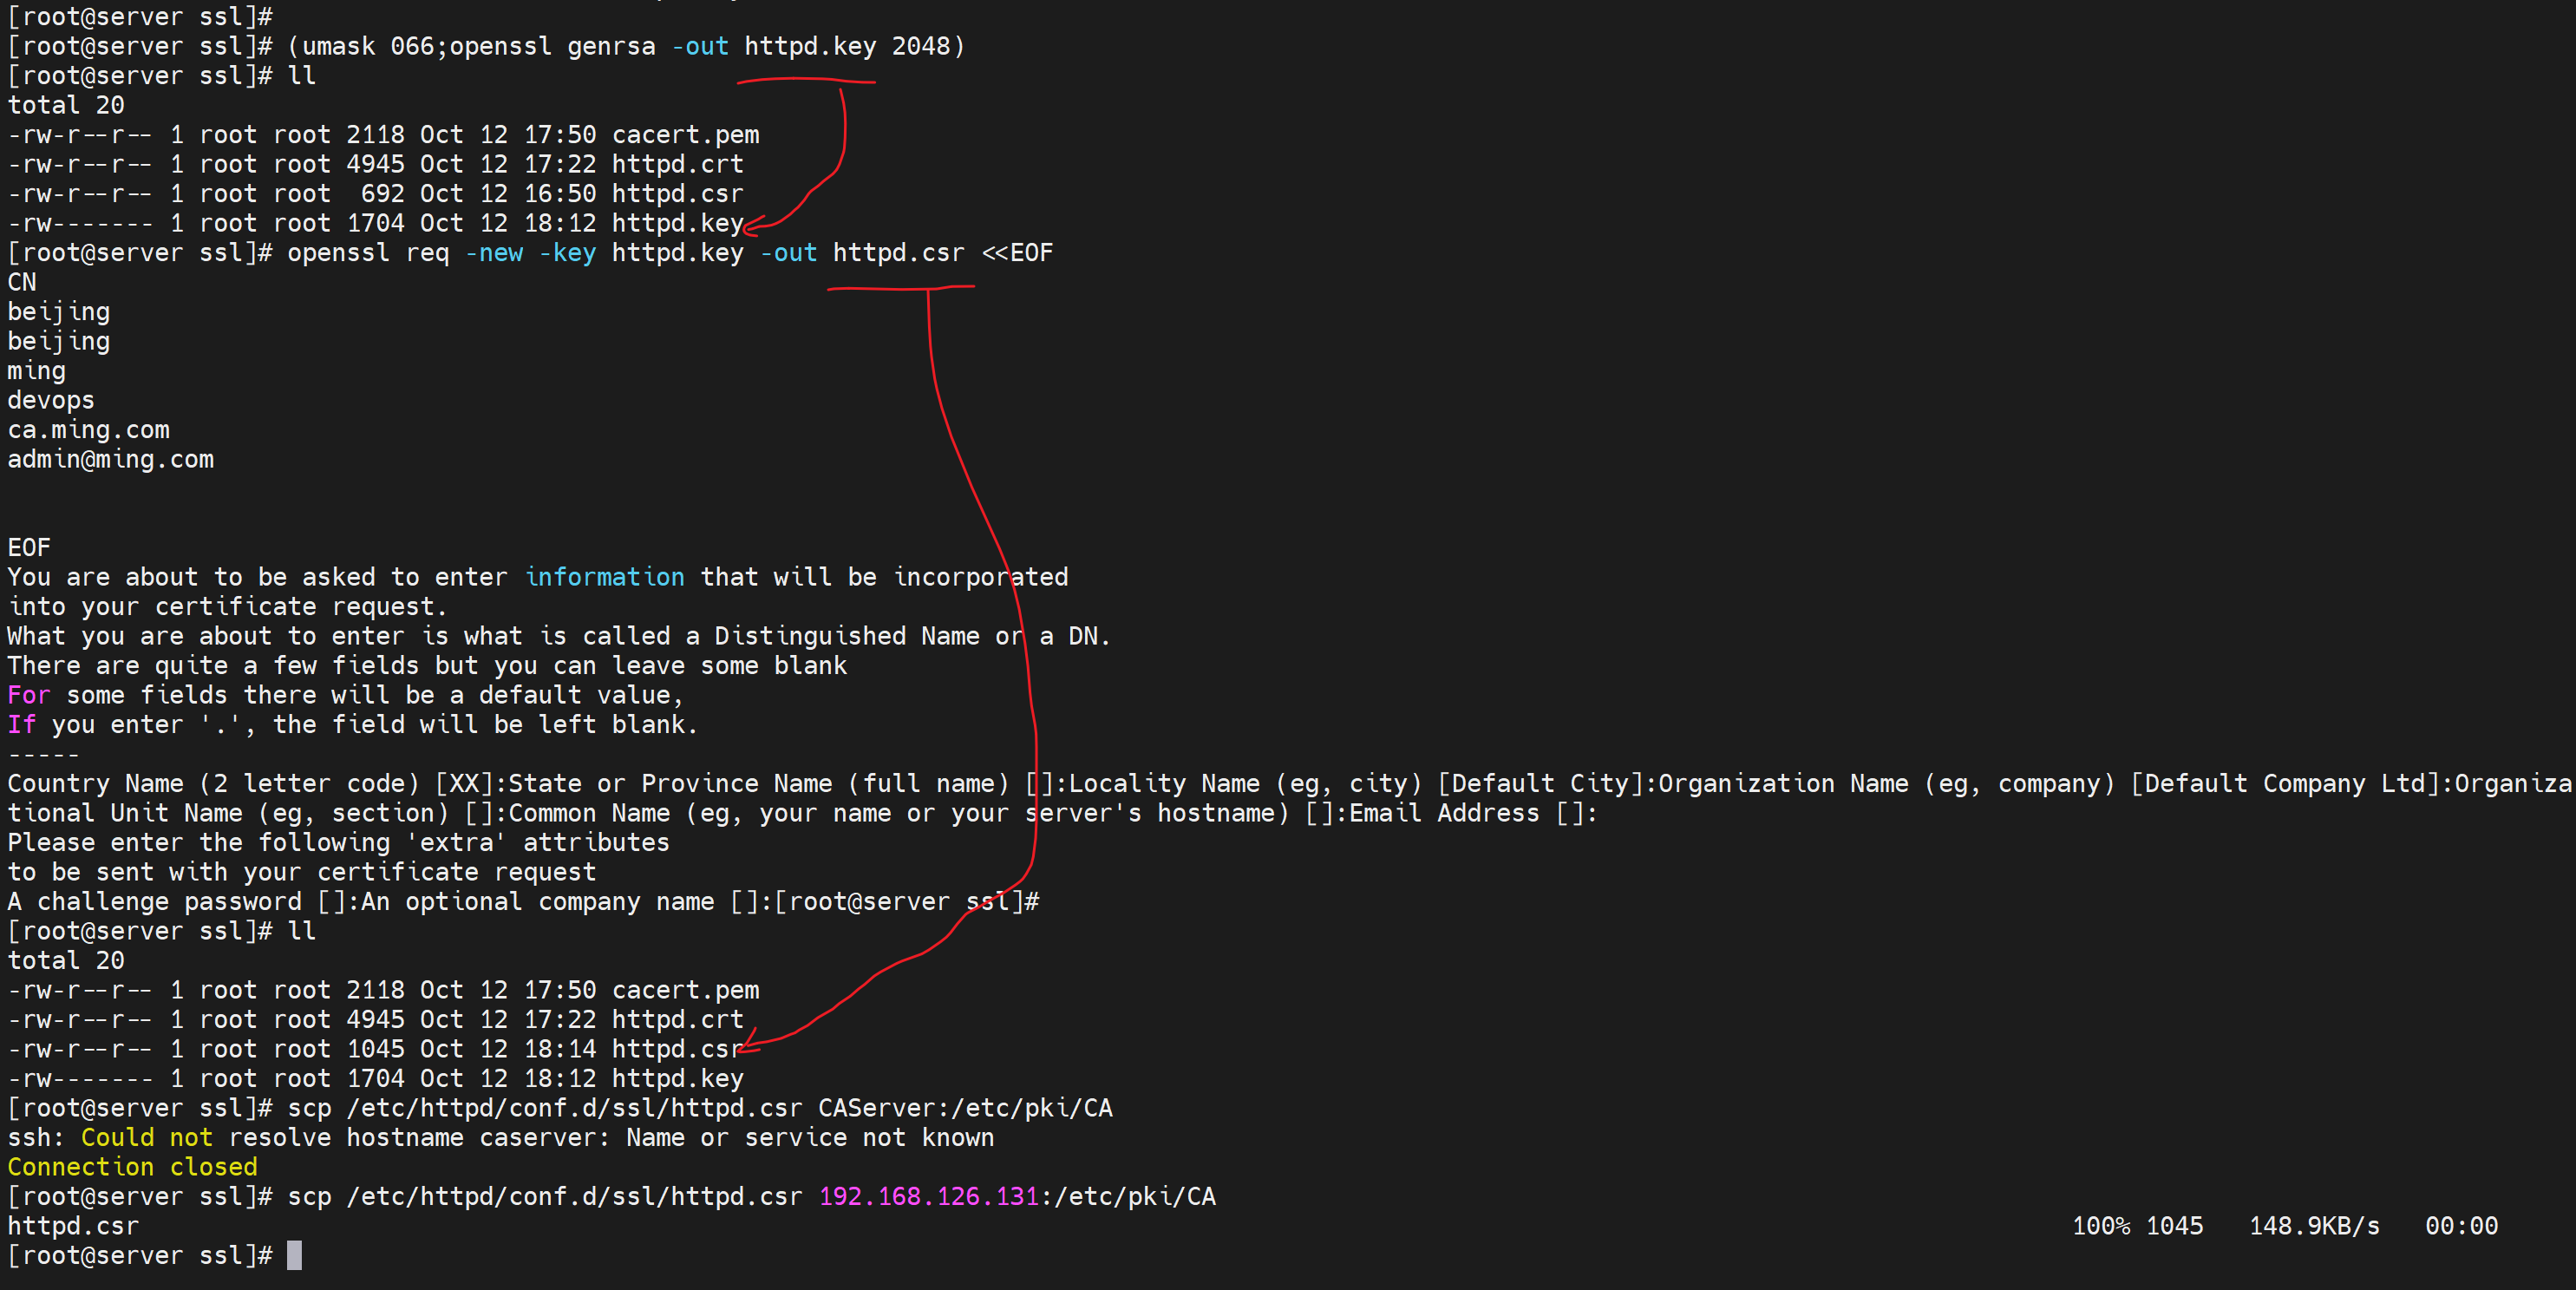 [root@server ssl]#
[root@server ssl]# (umask 066;openssl genrsa -out httpd.key 2048)
[root@server ssl]# ll
total 20
-rw-r--r-- 1 root root 2118 Oct 12 17:50 cacert.pem
-rw-r--r-- 1 root root 4945 Oct 12 17:22 httpd.crt
-rw-r--r-- 1 root root  692 Oct 12 16:50 httpd.csr
-rw------- 1 root root 1704 Oct 12 18:12 httpd.key
[root@server ssl]# openssl req -new -key httpd.key -out httpd.csr <<EOF
CN
beijing
beijing
ming
devops
ca.ming.com
admin@ming.com
EOF
You are about to be asked to enter information that will be incorporated
into your certificate request.
What you are about to enter is what is called a Distinguished Name or a DN.
There are quite a few fields but you can leave some blank
For some fields there will be a default value,
If you enter '.', the field will be left blank.
-----
Country Name (2 letter code) [XX]:State or Province Name (full name) []:Locality Name (eg, city) [Default City]:Organization Name (eg, company) [Default Company Ltd]:Organiza
tional Unit Name (eg, section) []:Common Name (eg, your name or your server's hostname) []:Email Address []:
Please enter the following 'extra' attributes
to be sent with your certificate request
A challenge password []:An optional company name []:[root@server ssl]#
[root@server ssl]# ll
total 20
-rw-r--r-- 1 root root 2118 Oct 12 17:50 cacert.pem
-rw-r--r-- 1 root root 4945 Oct 12 17:22 httpd.crt
-rw-r--r-- 1 root root 1045 Oct 12 18:14 httpd.csr
-rw------- 1 root root 1704 Oct 12 18:12 httpd.key
[root@server ssl]# scp /etc/httpd/conf.d/ssl/httpd.csr CAServer:/etc/pki/CA
ssh: Could not resolve hostname caserver: Name or service not known
Connection closed
[root@server ssl]# scp /etc/httpd/conf.d/ssl/httpd.csr 192.168.126.131:/etc/pki/CA
httpd.csr 100% 1045 148.9KB/s 00:00
[root@server ssl]#